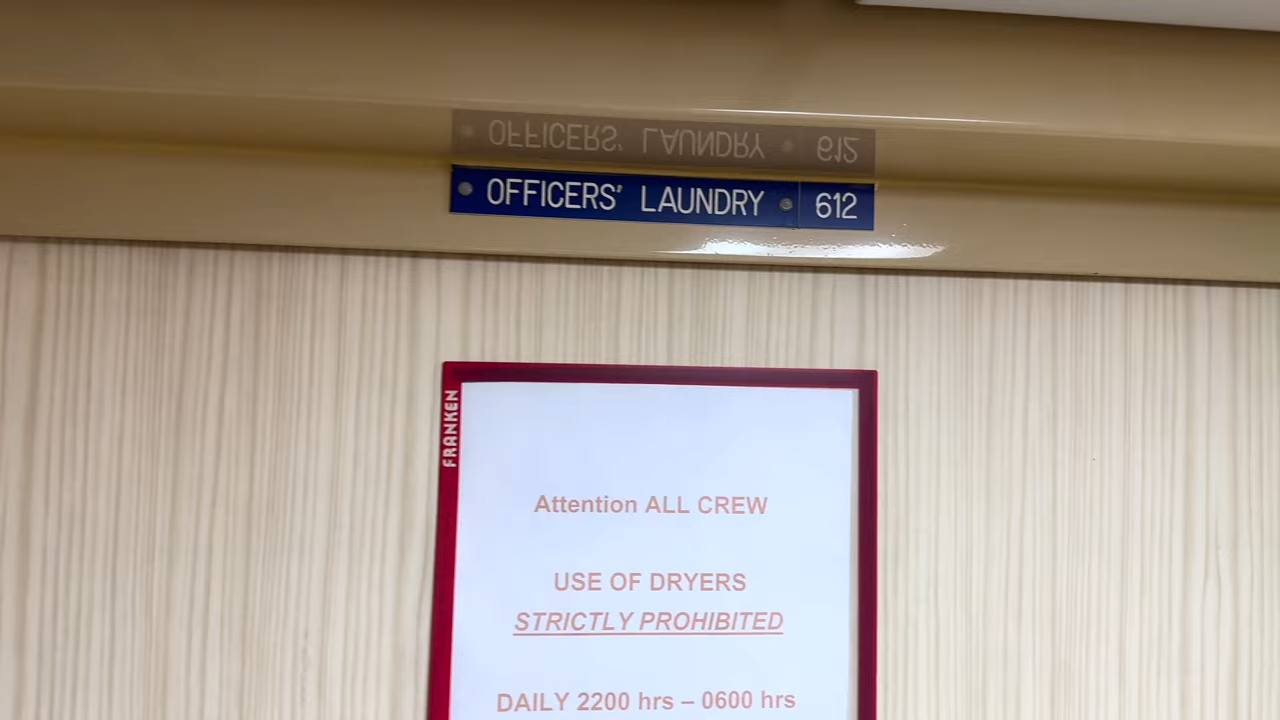 OFFICERS' LAUNDRY 612
FRANKEN
Attention ALL CREW
USE OF DRYERS
STRICTLY PROHIBITED
DAILY 2200 hrs – 0600 hrs